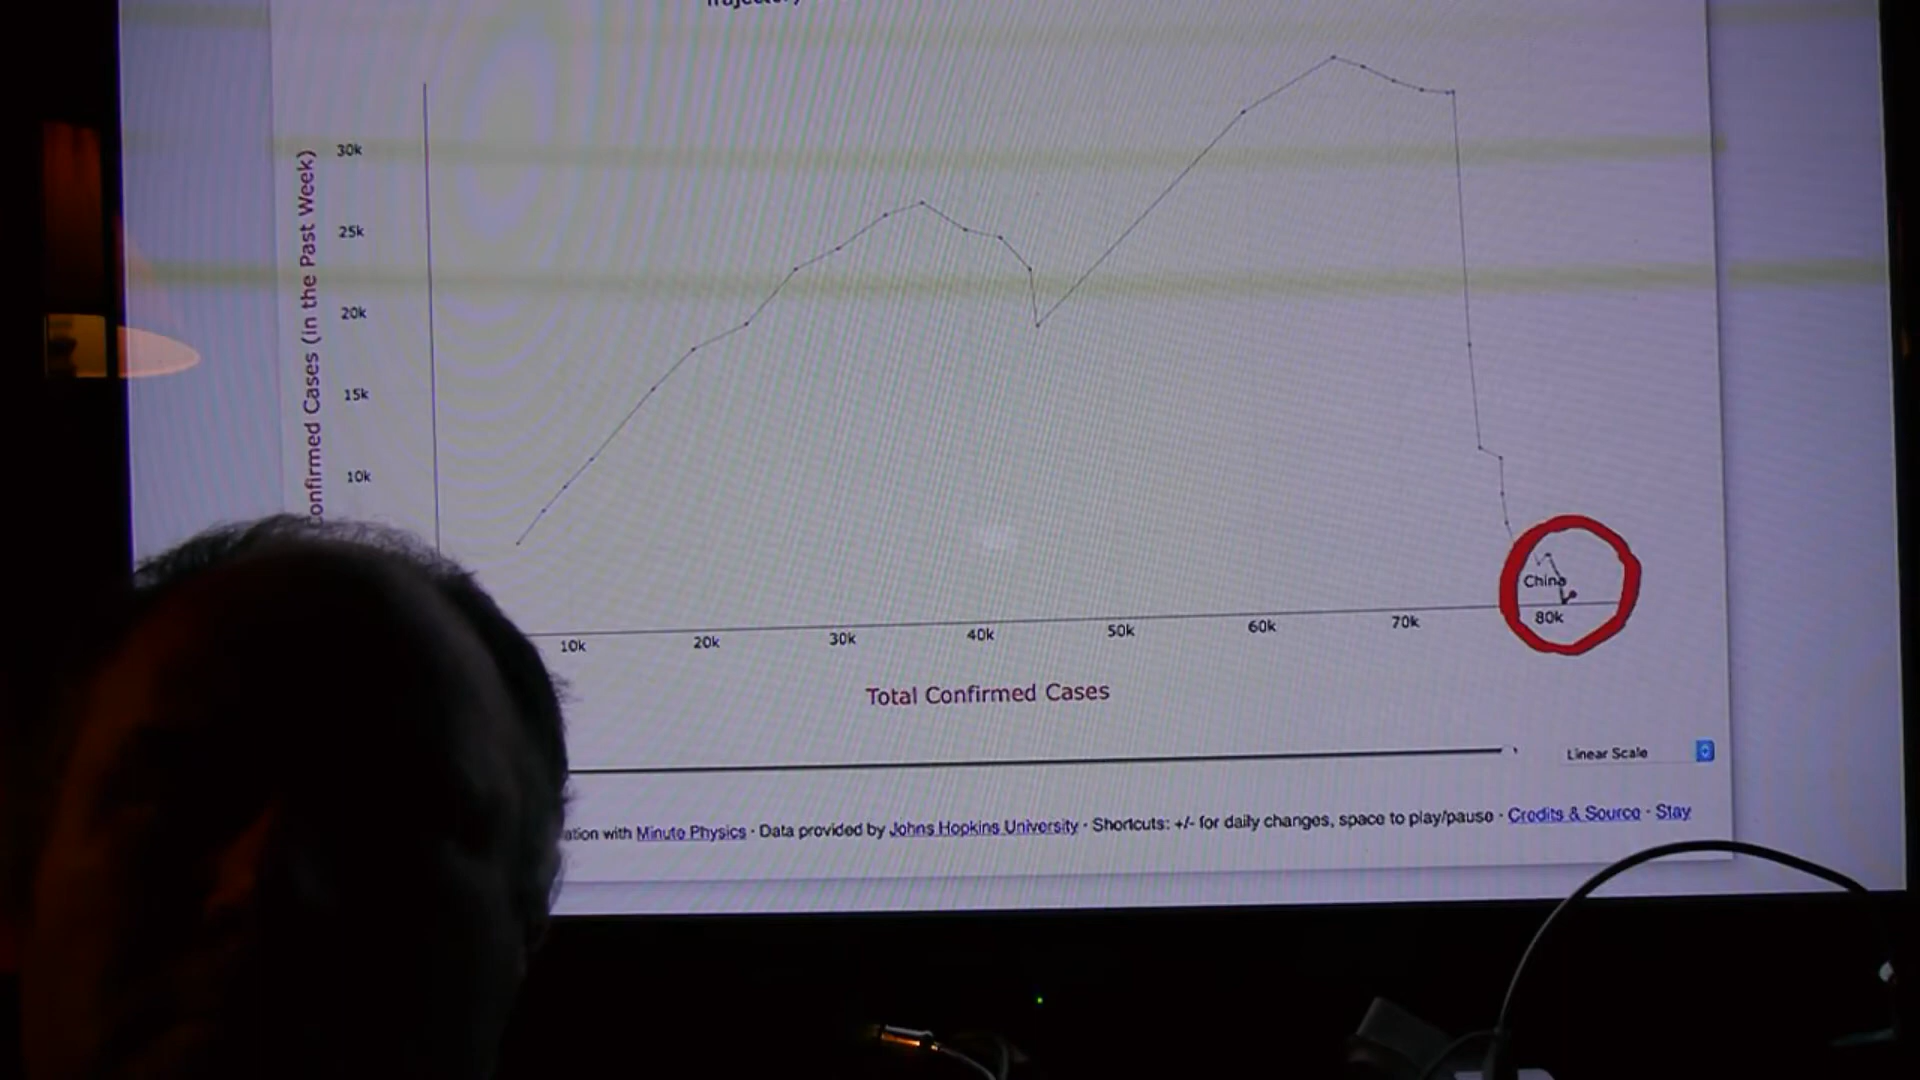 30k
25k
20k
15k
10k
Confirmed Cases (in the Past Week)
China
10k 20k 30k 40k 50k 60k 70k 80k
Total Confirmed Cases
Linear Scale
ation with Minute Physics · Data provided by Johns Hopkins University · Shortcuts: +/- for daily changes, space to play/pause · Credits & Source · Stay